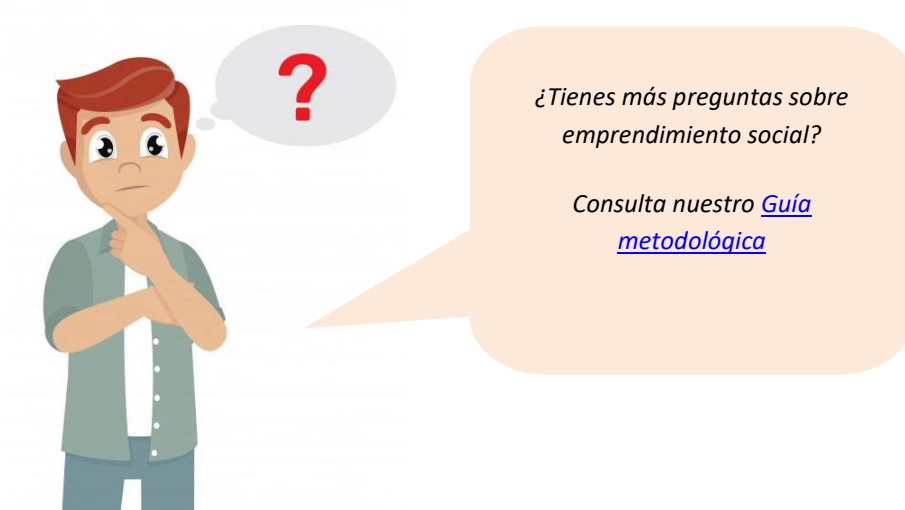 ?
¿Tienes más preguntas sobre
emprendimiento social?
Consulta nuestro Guía
metodológica